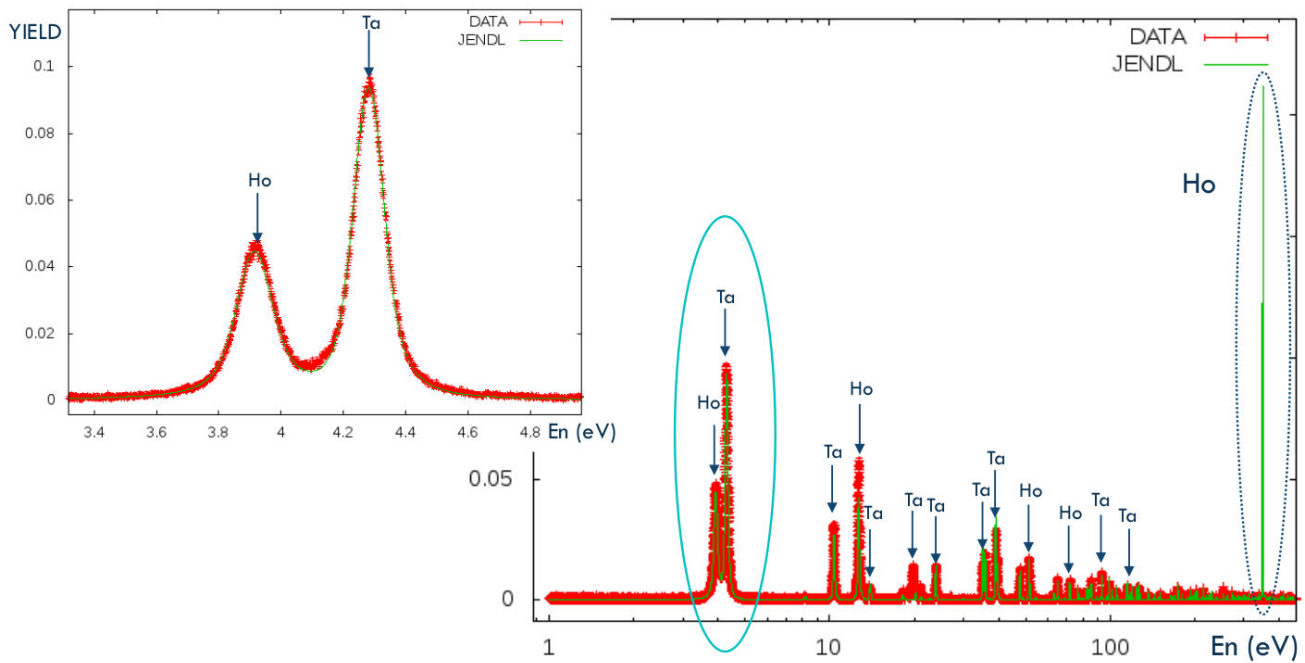 YIELD
DATA
JENDL
Ta
Ho
0.1
0.08
0.06
0.04
0.02
0
3.4 3.6 3.8 4 4.2 4.4 4.6 4.8 En (eV)
DATA
JENDL
Ho
Ta
Ho
Ho
Ta
Ta
Ta
Ta
Ta
Ta
Ho
Ho
Ta
Ta
0.05
0
1 10 100 En (eV)